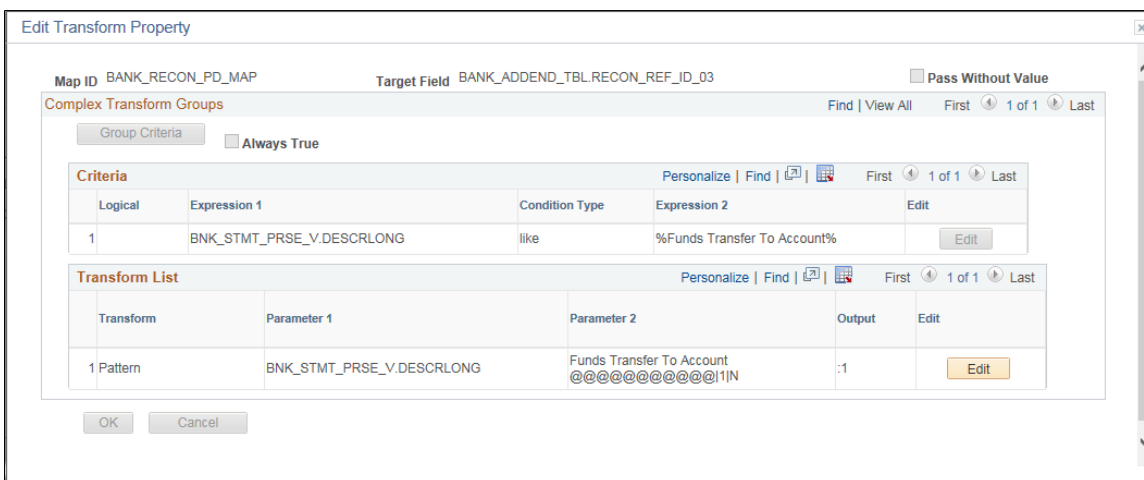 Edit Transform Property
Map ID BANK_RECON_PD_MAP Target Field BANK_ADDEND_TBL.RECON_REF_ID_03 Pass Without Value
Complex Transform Groups Find | View All First 1 of 1 Last
Group Criteria Always True
Criteria Personalize | Find | | First 1 of 1 Last
Logical Expression 1 Condition Type Expression 2 Edit
1 BNK_STMT_PRSE_V.DESCRLONG like %Funds Transfer To Account% Edit
Transform List Personalize | Find | | First 1 of 1 Last
Transform Parameter 1 Parameter 2 Output Edit
1 Pattern BNK_STMT_PRSE_V.DESCRLONG Funds Transfer To Account :1 Edit
@@@@@@@@@@@|1|N
OK Cancel